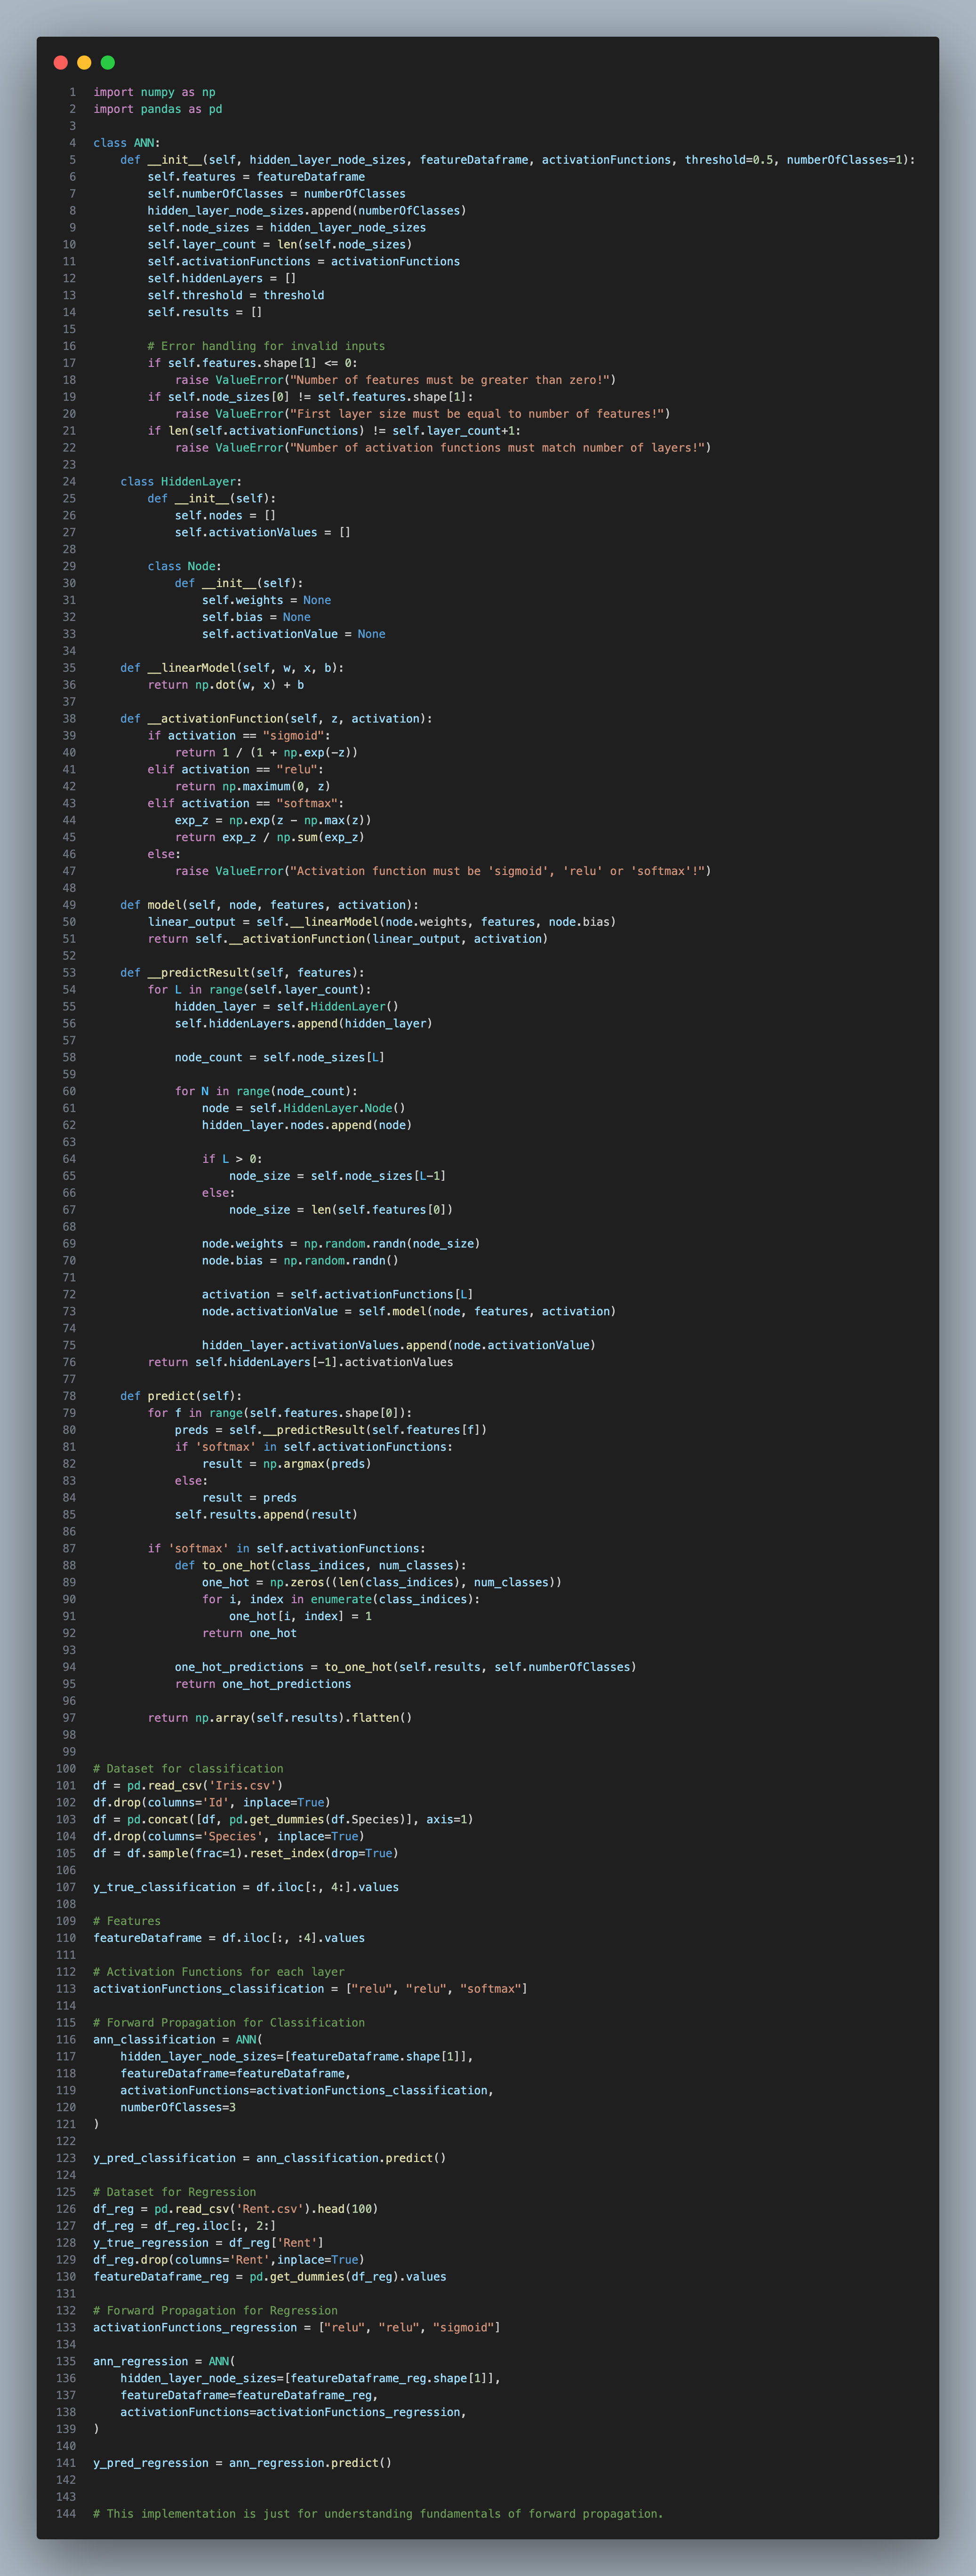 1 import numpy as np
2 import pandas as pd
3
4 class ANN:
5     def __init__(self, hidden_layer_node_sizes, featureDataframe, activationFunctions, threshold=0.5, numberOfClasses=1):
6         self.features = featureDataframe
7         self.numberOfClasses = numberOfClasses
8         hidden_layer_node_sizes.append(numberOfClasses)
9         self.node_sizes = hidden_layer_node_sizes
10         self.layer_count = len(self.node_sizes)
11         self.activationFunctions = activationFunctions
12         self.hiddenLayers = []
13         self.threshold = threshold
14         self.results = []
15
16         # Error handling for invalid inputs
17         if self.features.shape[1] <= 0:
18             raise ValueError("Number of features must be greater than zero!")
19         if self.node_sizes[0] != self.features.shape[1]:
20             raise ValueError("First layer size must be equal to number of features!")
21         if len(self.activationFunctions) != self.layer_count+1:
22             raise ValueError("Number of activation functions must match number of layers!")
23
24     class HiddenLayer:
25         def __init__(self):
26             self.nodes = []
27             self.activationValues = []
28
29         class Node:
30             def __init__(self):
31                 self.weights = None
32                 self.bias = None
33                 self.activationValue = None
34
35     def __linearModel(self, w, x, b):
36         return np.dot(w, x) + b
37
38     def __activationFunction(self, z, activation):
39         if activation == "sigmoid":
40             return 1 / (1 + np.exp(-z))
41         elif activation == "relu":
42             return np.maximum(0, z)
43         elif activation == "softmax":
44             exp_z = np.exp(z - np.max(z))
45             return exp_z / np.sum(exp_z)
46         else:
47             raise ValueError("Activation function must be 'sigmoid', 'relu' or 'softmax'!")
48
49     def model(self, node, features, activation):
50         linear_output = self.__linearModel(node.weights, features, node.bias)
51         return self.__activationFunction(linear_output, activation)
52
53     def __predictResult(self, features):
54         for L in range(self.layer_count):
55             hidden_layer = self.HiddenLayer()
56             self.hiddenLayers.append(hidden_layer)
57
58             node_count = self.node_sizes[L]
59
60             for N in range(node_count):
61                 node = self.HiddenLayer.Node()
62                 hidden_layer.nodes.append(node)
63
64                 if L > 0:
65                     node_size = self.node_sizes[L-1]
66                 else:
67                     node_size = len(self.features[0])
68
69                 node.weights = np.random.randn(node_size)
70                 node.bias = np.random.randn()
71
72                 activation = self.activationFunctions[L]
73                 node.activationValue = self.model(node, features, activation)
74
75                 hidden_layer.activationValues.append(node.activationValue)
76         return self.hiddenLayers[-1].activationValues
77
78     def predict(self):
79         for f in range(self.features.shape[0]):
80             preds = self.__predictResult(self.features[f])
81             if 'softmax' in self.activationFunctions:
82                 result = np.argmax(preds)
83             else:
84                 result = preds
85             self.results.append(result)
86
87         if 'softmax' in self.activationFunctions:
88             def to_one_hot(class_indices, num_classes):
89                 one_hot = np.zeros((len(class_indices), num_classes))
90                 for i, index in enumerate(class_indices):
91                     one_hot[i, index] = 1
92                 return one_hot
93
94             one_hot_predictions = to_one_hot(self.results, self.numberOfClasses)
95             return one_hot_predictions
96
97         return np.array(self.results).flatten()
98
99
100 # Dataset for classification
101 df = pd.read_csv('Iris.csv')
102 df.drop(columns='Id', inplace=True)
103 df = pd.concat([df, pd.get_dummies(df.Species)], axis=1)
104 df.drop(columns='Species', inplace=True)
105 df = df.sample(frac=1).reset_index(drop=True)
106
107 y_true_classification = df.iloc[:, 4:].values
108
109 # Features
110 featureDataframe = df.iloc[:, :4].values
111
112 # Activation Functions for each layer
113 activationFunctions_classification = ["relu", "relu", "softmax"]
114
115 # Forward Propagation for Classification
116 ann_classification = ANN(
117     hidden_layer_node_sizes=[featureDataframe.shape[1]],
118     featureDataframe=featureDataframe,
119     activationFunctions=activationFunctions_classification,
120     numberOfClasses=3
121 )
122
123 y_pred_classification = ann_classification.predict()
124
125 # Dataset for Regression
126 df_reg = pd.read_csv('Rent.csv').head(100)
127 df_reg = df_reg.iloc[:, 2:]
128 y_true_regression = df_reg['Rent']
129 df_reg.drop(columns='Rent',inplace=True)
130 featureDataframe_reg = pd.get_dummies(df_reg).values
131
132 # Forward Propagation for Regression
133 activationFunctions_regression = ["relu", "relu", "sigmoid"]
134
135 ann_regression = ANN(
136     hidden_layer_node_sizes=[featureDataframe_reg.shape[1]],
137     featureDataframe=featureDataframe_reg,
138     activationFunctions=activationFunctions_regression,
139 )
140
141 y_pred_regression = ann_regression.predict()
142
143
144 # This implementation is just for understanding fundamentals of forward propagation.